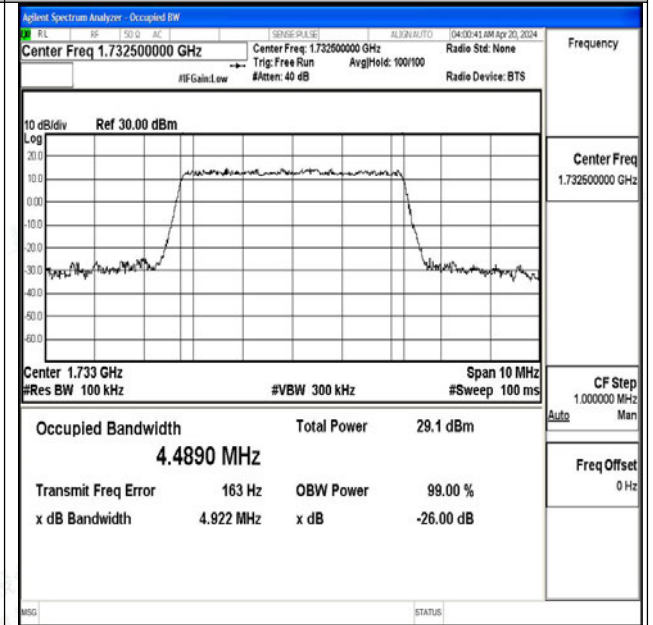 Agilent Spectrum Analyzer - Occupied BW
RL RF 50 Ω AC SENSE:PULSE ALIGN AUTO 04:00:41 AM Apr 20, 2024
Center Freq 1.732500000 GHz
Center Freq: 1.732500000 GHz Radio Std: None
Trig: Free Run Avg|Hold: 100/100
#IFGain:Low #Atten: 40 dB Radio Device: BTS
Frequency
10 dB/div Ref 30.00 dBm
Log
20.0
10.0
0.00
-10.0
-20.0
-30.0
-40.0
-50.0
-60.0
Center Freq
1.732500000 GHz
Center 1.733 GHz Span 10 MHz
#Res BW 100 kHz #VBW 300 kHz #Sweep 100 ms
CF Step
1.000000 MHz
Auto Man
Occupied Bandwidth Total Power 29.1 dBm
4.4890 MHz
Freq Offset
0 Hz
Transmit Freq Error 163 Hz OBW Power 99.00 %
x dB Bandwidth 4.922 MHz x dB -26.00 dB
MSG STATUS